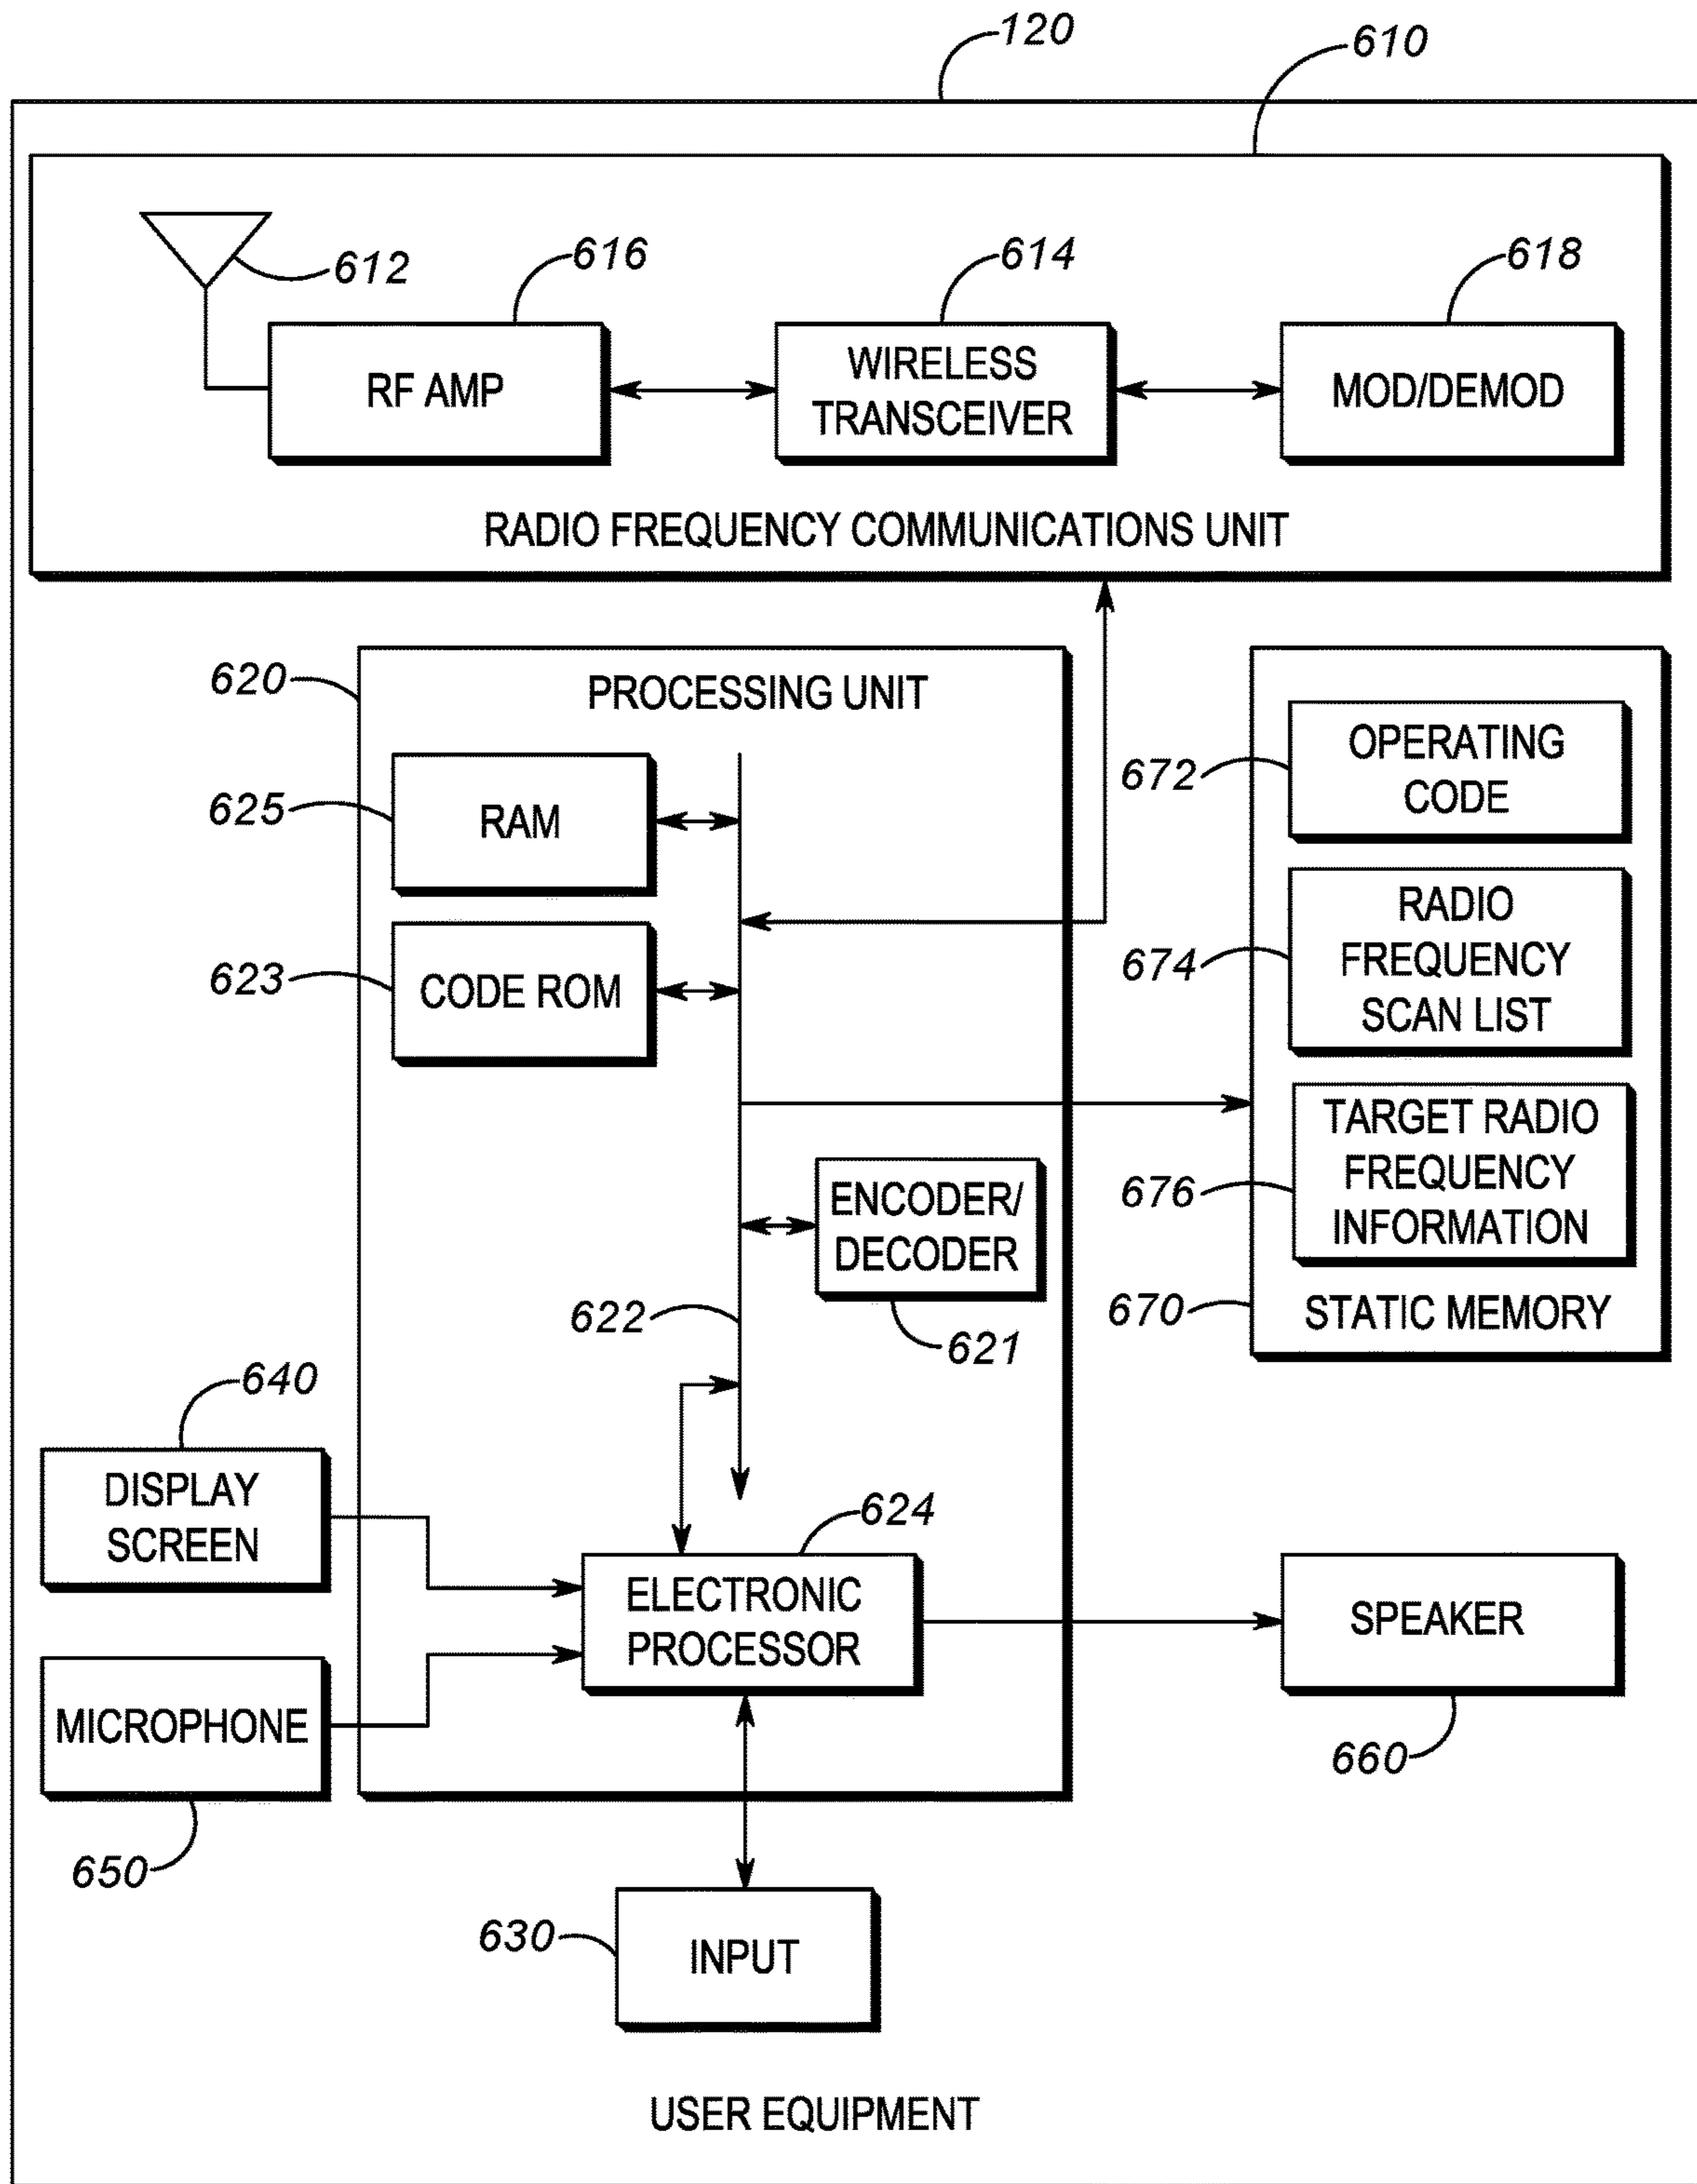 120
610
612
616
614
618
RF AMP
WIRELESS
TRANSCEIVER
MOD/DEMOD
RADIO FREQUENCY COMMUNICATIONS UNIT
620
PROCESSING UNIT
625
RAM
623
CODE ROM
672
OPERATING
CODE
674
RADIO
FREQUENCY
SCAN LIST
676
TARGET RADIO
FREQUENCY
INFORMATION
670
STATIC MEMORY
ENCODER/
DECODER
622
621
640
DISPLAY
SCREEN
624
ELECTRONIC
PROCESSOR
SPEAKER
660
MICROPHONE
650
630
INPUT
USER EQUIPMENT